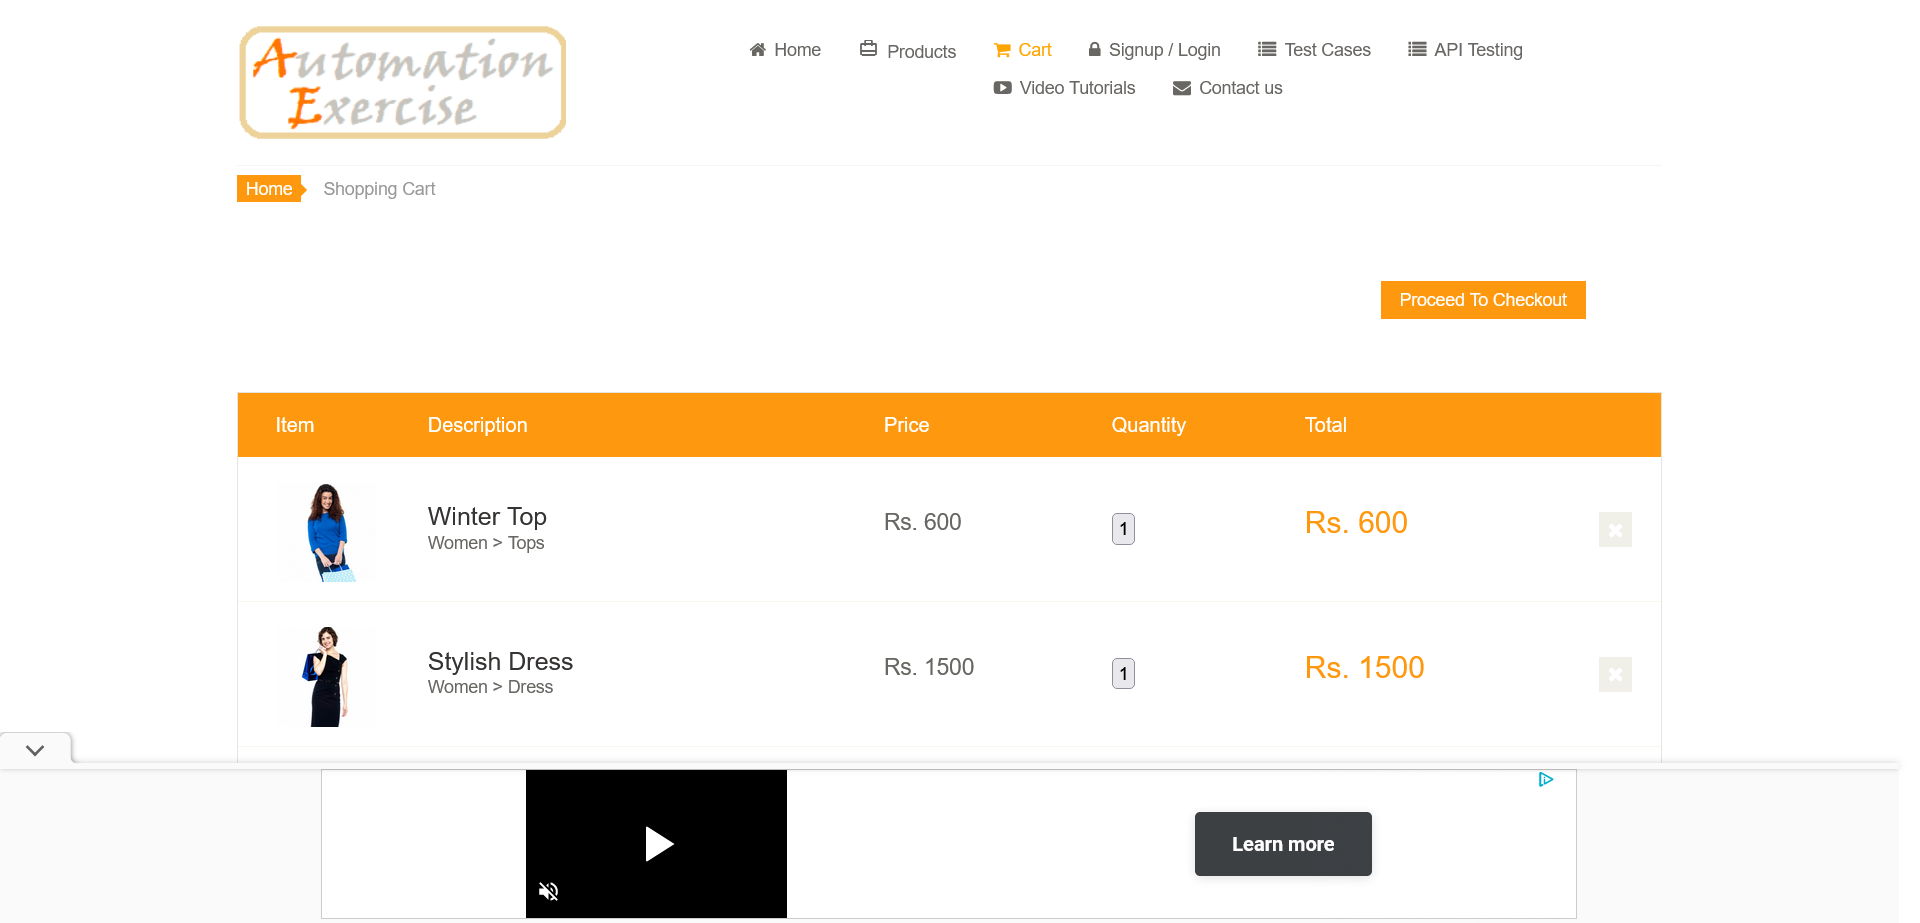 Automation
Exercise
Home
Products
Cart
Signup / Login
Test Cases
API Testing
Video Tutorials
Contact us
Home
Shopping Cart
Proceed To Checkout
Item Description Price Quantity Total
Winter Top
Women > Tops
Rs. 600
1
Rs. 600
Stylish Dress
Women > Dress
Rs. 1500
1
Rs. 1500
Learn more